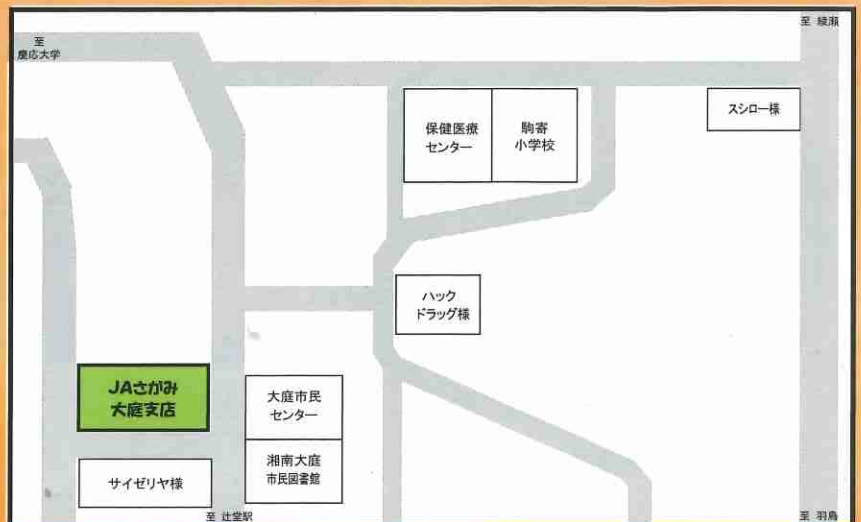 至
慶応大学
至 綾瀬
保健医療
センター
駒寄
小学校
スシロー様
ハック
ドラッグ様
JAさがみ
大庭支店
大庭市民
センター
湘南大庭
市民図書館
サイゼリヤ様
至 辻堂駅
至 羽鳥